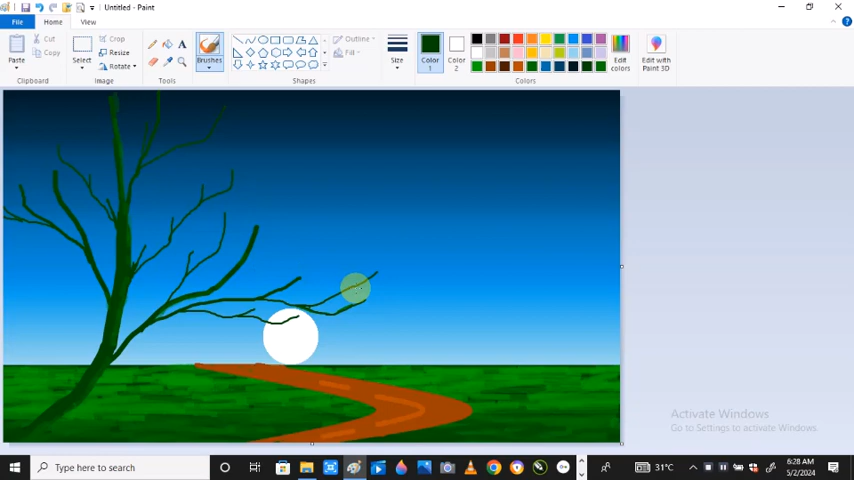 Untitled - Paint
File
Home
View
Paste
Cut
Copy
Clipboard
Select
Crop
Resize
Rotate
Image
Tools
Brushes
Shapes
Outline
Fill
Size
Color
1
Color
2
Colors
Edit
colors
Edit with
Paint 3D
Activate Windows
Go to Settings to activate Windows.
Type here to search
31°C
6:28 AM
5/2/2024